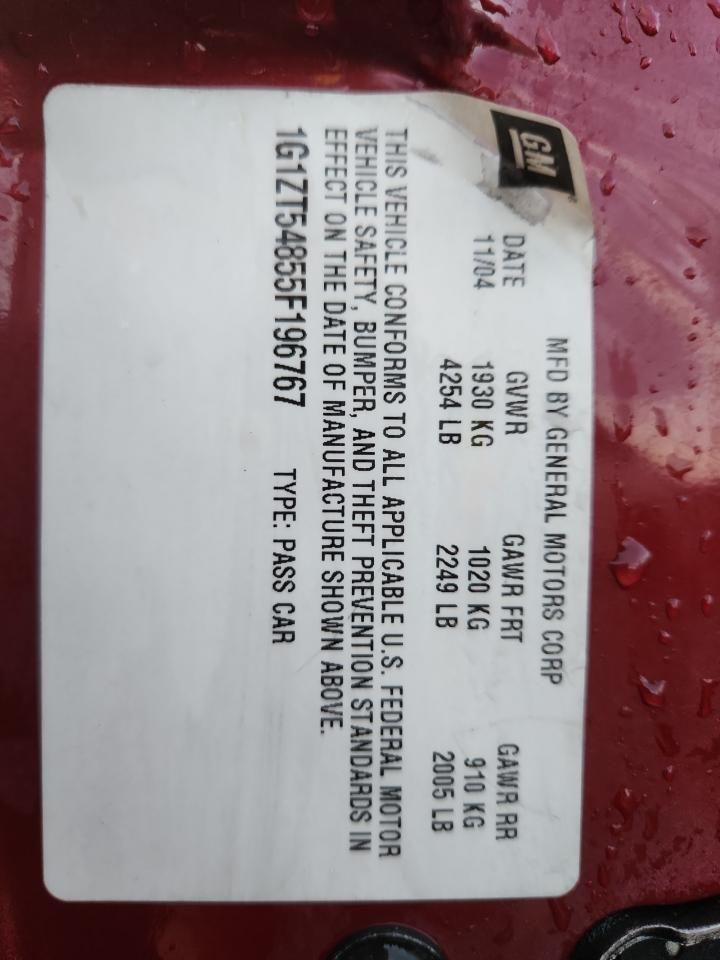 GM
MFD BY GENERAL MOTORS CORP
DATE GVWR GAWR FRT GAWR RR
11/04 1930 KG 1020 KG 910 KG
4254 LB 2249 LB 2005 LB
THIS VEHICLE CONFORMS TO ALL APPLICABLE U.S. FEDERAL MOTOR
VEHICLE SAFETY, BUMPER, AND THEFT PREVENTION STANDARDS IN
EFFECT ON THE DATE OF MANUFACTURE SHOWN ABOVE.
1G1ZT54855F196767 TYPE: PASS CAR